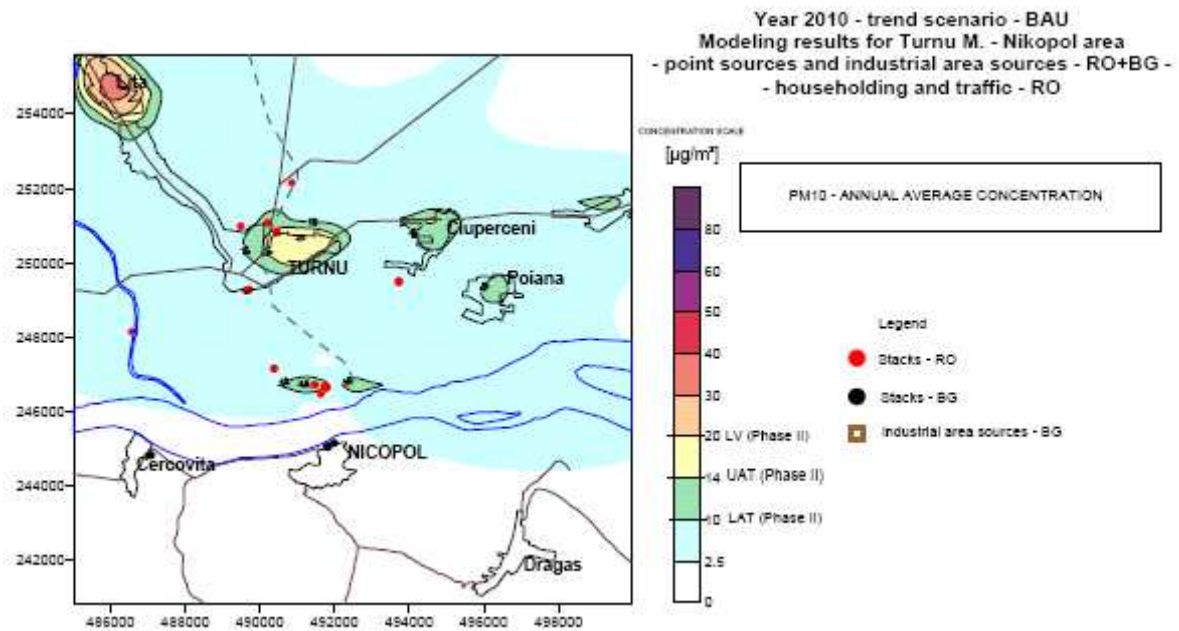 Year 2010 - trend scenario - BAU
Modeling results for Turnu M. - Nikopol area
- point sources and industrial area sources - RO+BG -
- householding and traffic - RO
CONCENTRATION SCALE
[µg/m³]
PM10 - ANNUAL AVERAGE CONCENTRATION
80
60
50
40
30
20 LV (Phase II)
14 UAT (Phase II)
10 LAT (Phase II)
2.5
0
Legend
Stacks - RO
Stacks - BG
Industrial area sources - BG
254000
252000
250000
248000
246000
244000
242000
Lita
Ciuperceni
TURNU
Poiana
NICOPOL
Cercovita
Dragas
486000 488000 490000 492000 494000 496000 498000